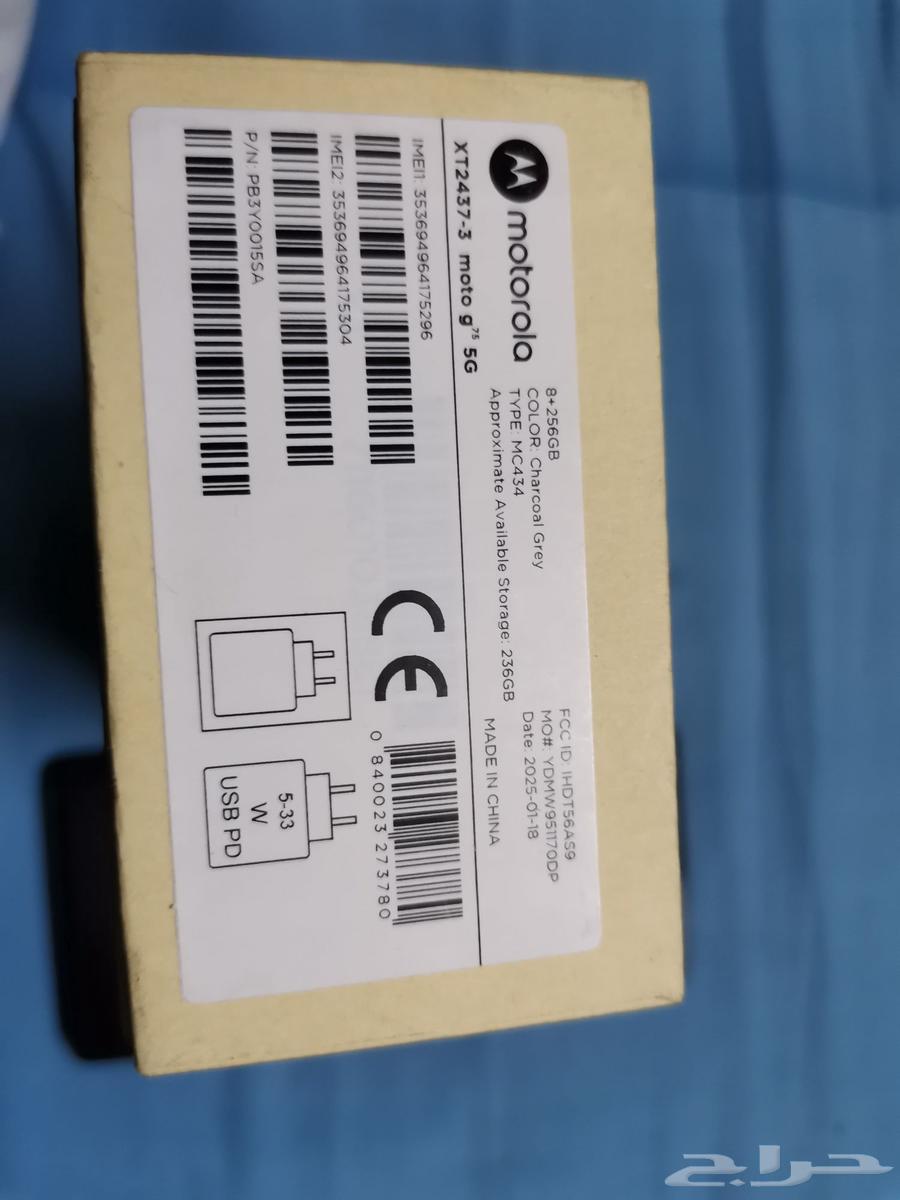 motorola
8+256GB
COLOR: Charcoal Grey
TYPE: MC434
Approximate Available Storage: 236GB
FCC ID: IHDT56AS9
MO#: YDMW951170DP
Date: 2025-01-18
MADE IN CHINA
XT2437-3 moto g⁷⁵ 5G
IMEI1: 353694964175296
IMEI2: 353694964175304
P/N: PB3Y0015SA
CE
0 840023 273780
5-33
W
USB PD
حراج